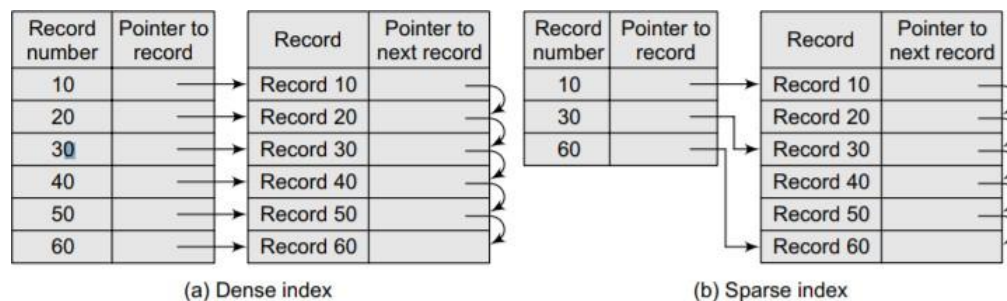 Record number Pointer to record
10
20
30
40
50
60
Record Pointer to next record
Record 10
Record 20
Record 30
Record 40
Record 50
Record 60
(a) Dense index
Record number Pointer to record
10
30
60
Record Pointer to next record
Record 10
Record 20
Record 30
Record 40
Record 50
Record 60
(b) Sparse index